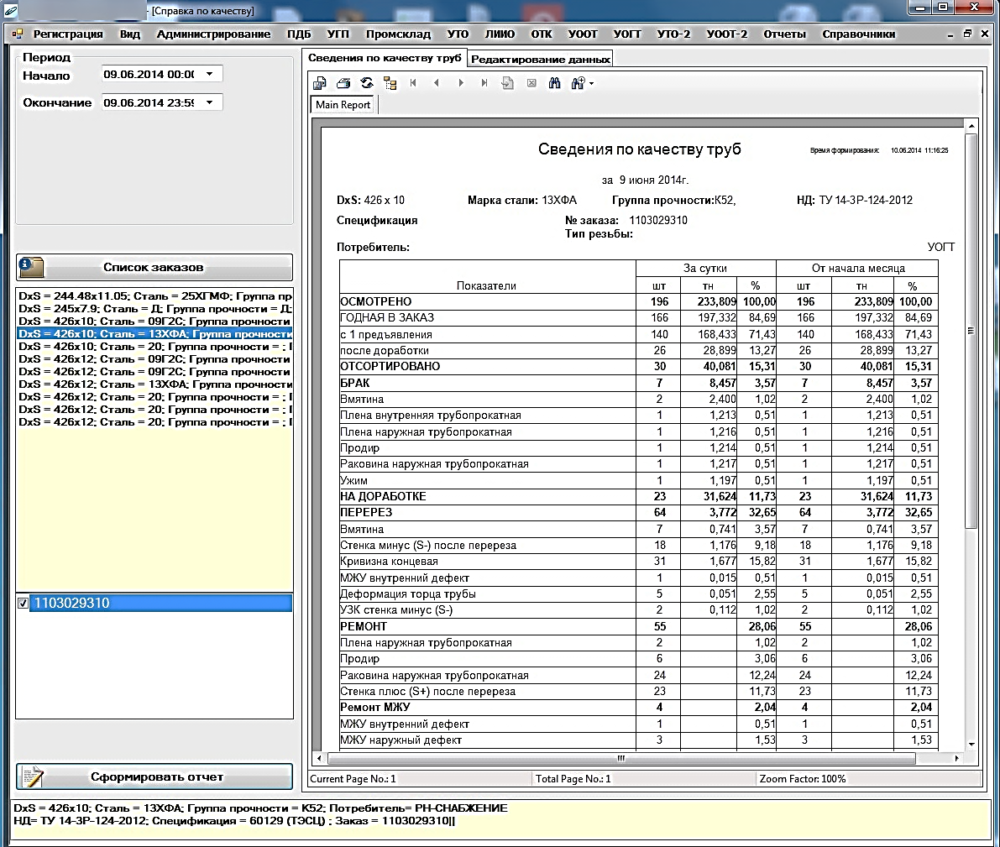 - [Справка по качеству]
Регистрация Вид Администрирование ПДБ УГП Промсклад УТО ЛИИО ОТК УООТ УОГТ УТО-2 УООТ-2 Отчеты Справочники
Период
Начало 09.06.2014 00:00
Окончание 09.06.2014 23:59
Список заказов
DxS = 244.48x11.05; Сталь = 25ХГМФ; Группа пр
DxS = 245x7.9; Сталь = Д; Группа прочности = Д;
DxS = 426x10; Сталь = 09Г2С; Группа прочности
DxS = 426x10; Сталь = 13ХФА; Группа прочности
DxS = 426x10; Сталь = 20; Группа прочности = ; I
DxS = 426x12; Сталь = 09Г2С; Группа прочности
DxS = 426x12; Сталь = 09Г2С; Группа прочности
DxS = 426x12; Сталь = 13ХФА; Группа прочности
DxS = 426x12; Сталь = 20; Группа прочности = ; I
DxS = 426x12; Сталь = 20; Группа прочности = ; I
DxS = 426x12; Сталь = 20; Группа прочности = ; I
1103029310
Сформировать отчет
Сведения по качеству труб Редактирование данных
Main Report
Сведения по качеству труб
Время формирования: 10.06.2014 11:16:25
за 9 июня 2014г.
DxS: 426 x 10 Марка стали: 13ХФА Группа прочности:К52, НД: ТУ 14-3Р-124-2012
Спецификация № заказа: 1103029310
Тип резьбы:
Потребитель: УОГТ
Показатели За сутки От начала месяца
шт тн % шт тн %
ОСМОТРЕНО 196 233,809 100,00 196 233,809 100,00
ГОДНАЯ В ЗАКАЗ 166 197,332 84,69 166 197,332 84,69
с 1 предъявления 140 168,433 71,43 140 168,433 71,43
после доработки 26 28,899 13,27 26 28,899 13,27
ОТСОРТИРОВАНО 30 40,081 15,31 30 40,081 15,31
БРАК 7 8,457 3,57 7 8,457 3,57
Вмятина 2 2,400 1,02 2 2,400 1,02
Плена внутренняя трубопрокатная 1 1,213 0,51 1 1,213 0,51
Плена наружная трубопрокатная 1 1,216 0,51 1 1,216 0,51
Продир 1 1,214 0,51 1 1,214 0,51
Раковина наружная трубопрокатная 1 1,217 0,51 1 1,217 0,51
Ужим 1 1,197 0,51 1 1,197 0,51
НА ДОРАБОТКЕ 23 31,624 11,73 23 31,624 11,73
ПЕРЕРЕЗ 64 3,772 32,65 64 3,772 32,65
Вмятина 7 0,741 3,57 7 0,741 3,57
Стенка минус (S-) после перереза 18 1,176 9,18 18 1,176 9,18
Кривизна концевая 31 1,677 15,82 31 1,677 15,82
МЖУ внутренний дефект 1 0,015 0,51 1 0,015 0,51
Деформация торца трубы 5 0,051 2,55 5 0,051 2,55
УЗК стенка минус (S-) 2 0,112 1,02 2 0,112 1,02
РЕМОНТ 55 28,06 55 28,06
Плена наружная трубопрокатная 2 1,02 2 1,02
Продир 6 3,06 6 3,06
Раковина наружная трубопрокатная 24 12,24 24 12,24
Стенка плюс (S+) после перереза 23 11,73 23 11,73
Ремонт МЖУ 4 2,04 4 2,04
МЖУ внутренний дефект 1 0,51 1 0,51
МЖУ наружный дефект 3 1,53 3 1,53
Current Page No.: 1 Total Page No.: 1 Zoom Factor: 100%
DxS = 426x10; Сталь = 13ХФА; Группа прочности = К52; Потребитель= РН-СНАБЖЕНИЕ
НД= ТУ 14-3Р-124-2012; Спецификация = 60129 (ТЭСЦ) ; Заказ = 1103029310||